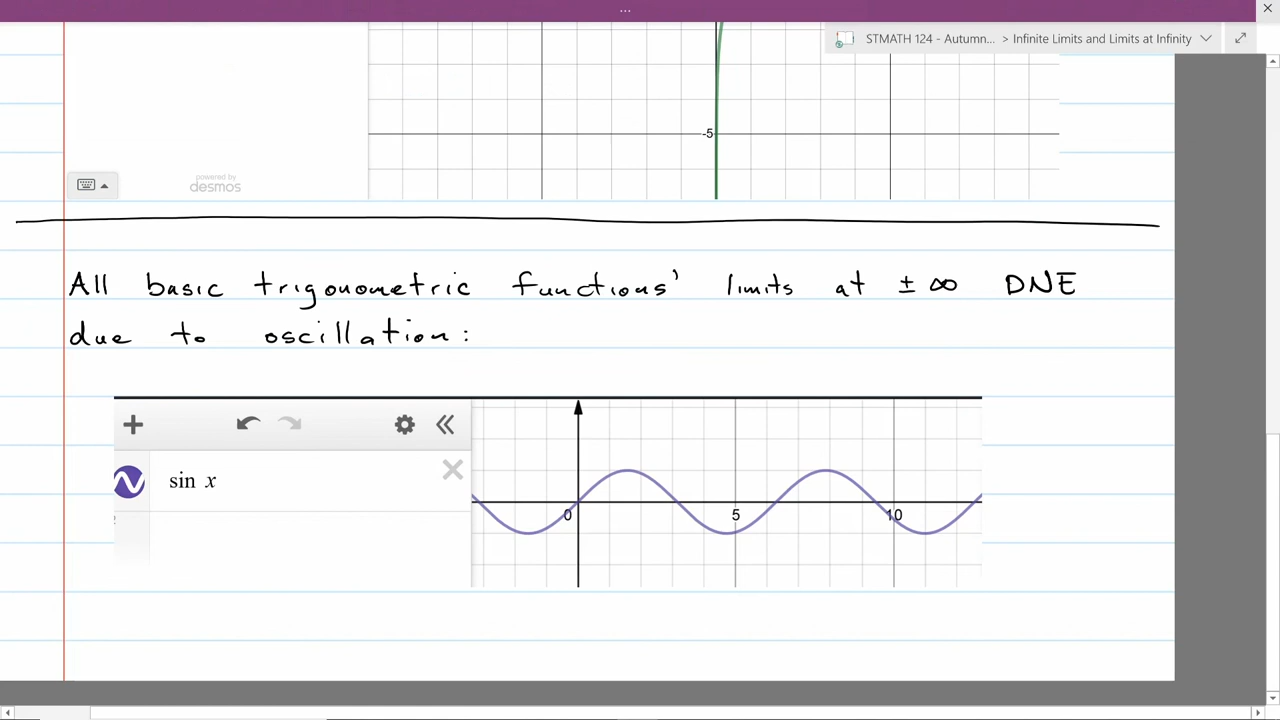 ...
STMATH 124 - Autumn... > Infinite Limits and Limits at Infinity
-5
powered by
desmos
All basic trigonometric functions' limits at ± ∞ DNE
due to oscillation:
sin x
0 5 10